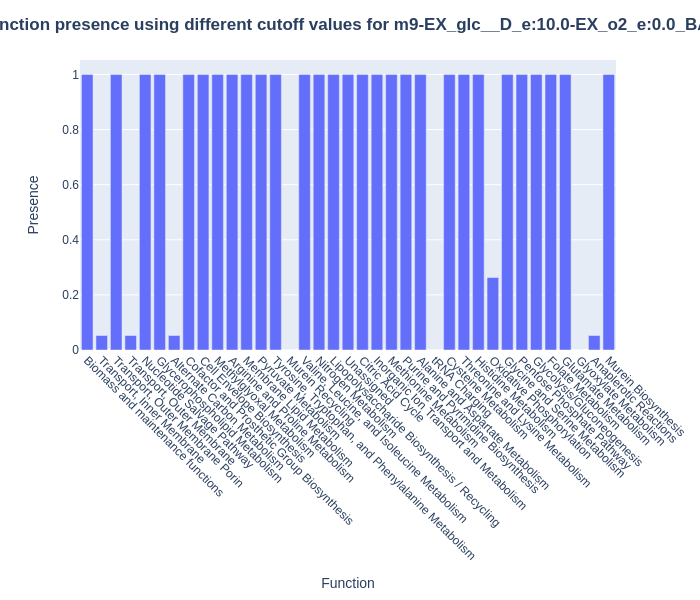 nction presence using different cutoff values for m9-EX_glc__D_e:10.0-EX_o2_e:0.0_BA
Presence
1
0.8
0.6
0.4
0.2
0
Biomass and maintenance functions
Transport, Inner Membrane
Transport, Outer Membrane
Transport, Outer Membrane Porin
Nucleotide Salvage Pathway
Glycerophospholipid Metabolism
Alternate Carbon Metabolism
Cofactor and Prosthetic Group Biosynthesis
Cell Envelope Biosynthesis
Methylglyoxal Metabolism
Arginine and Proline Metabolism
Membrane Lipid Metabolism
Pyruvate Metabolism
Tyrosine, Tryptophan, and Phenylalanine Metabolism
Murein Recycling
Valine, Leucine, and Isoleucine Metabolism
Nitrogen Metabolism
Lipopolysaccharide Biosynthesis / Recycling
Unassigned
Citric Acid Cycle
Inorganic Ion Transport and Metabolism
Methionine Metabolism
Purine and Pyrimidine Biosynthesis
Alanine and Aspartate Metabolism
tRNA Charging
Cysteine Metabolism
Threonine and Lysine Metabolism
Histidine Metabolism
Oxidative Phosphorylation
Glycine and Serine Metabolism
Pentose Phosphate Pathway
Glycolysis/Gluconeogenesis
Folate Metabolism
Glutamate Metabolism
Glyoxylate Metabolism
Anaplerotic Reactions
Murein Biosynthesis
Function